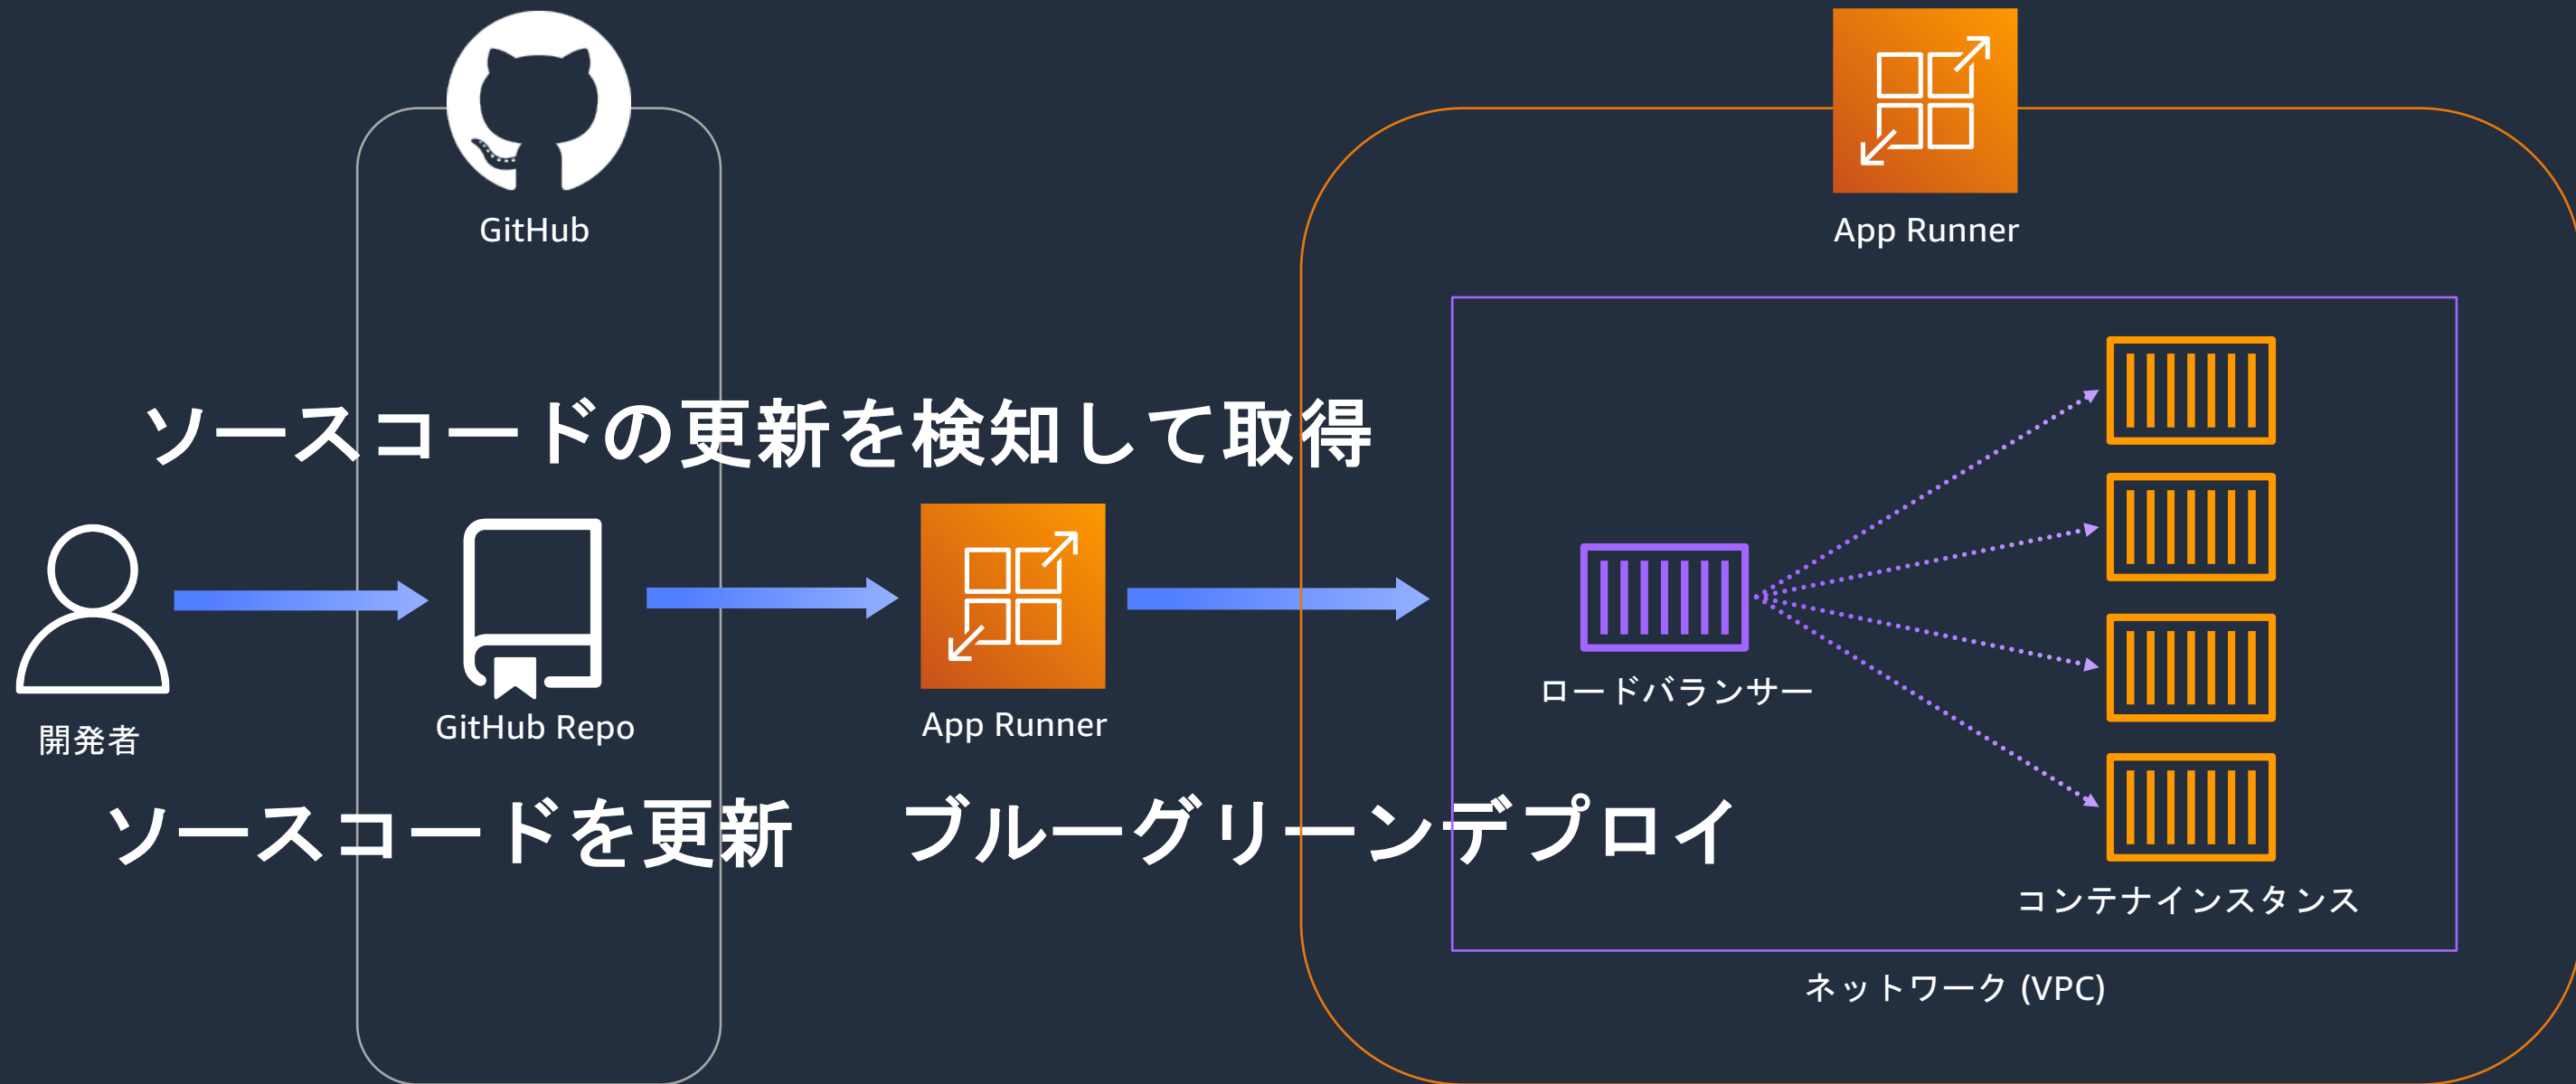 GitHub
App Runner
ソースコードの更新を検知して取得
開発者
GitHub Repo
App Runner
ロードバランサー
ソースコードを更新
ブルーグリーンデプロイ
コンテナインスタンス
ネットワーク (VPC)